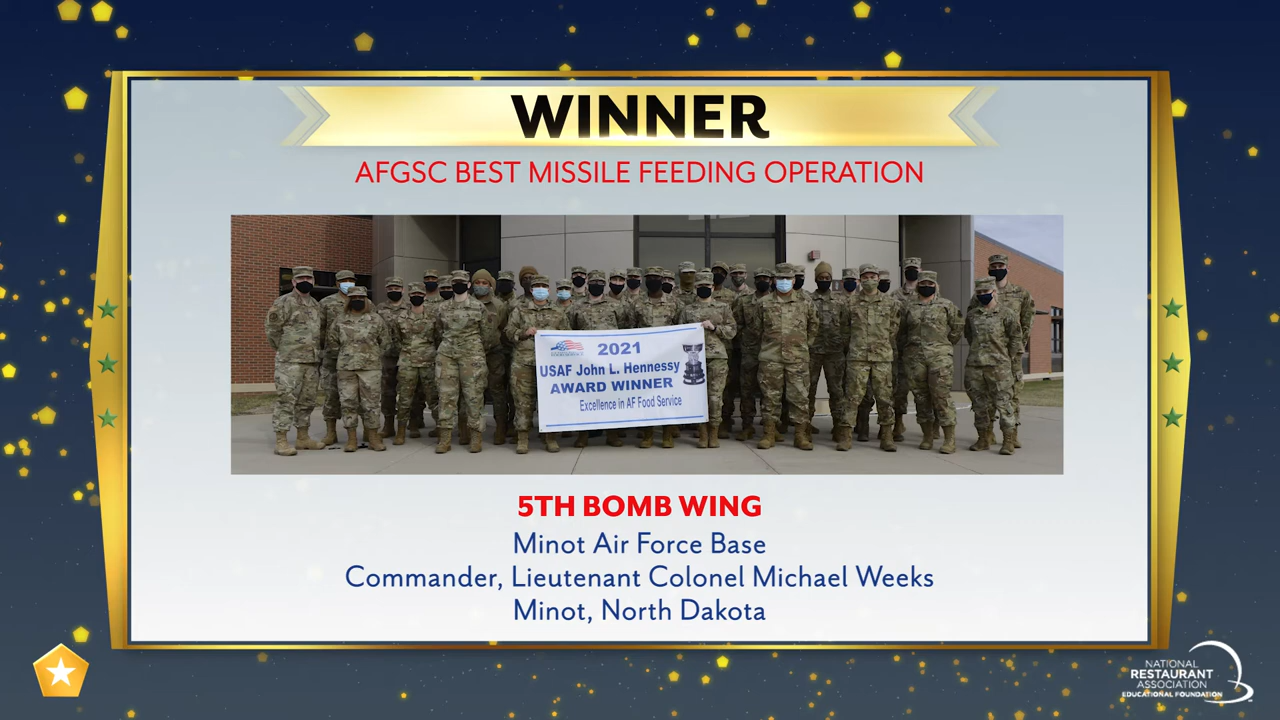 WINNER
AFGSC BEST MISSILE FEEDING OPERATION
2021
USAF John L. Hennessy
AWARD WINNER
Excellence in AF Food Service
5TH BOMB WING
Minot Air Force Base
Commander, Lieutenant Colonel Michael Weeks
Minot, North Dakota
NATIONAL
RESTAURANT
ASSOCIATION
EDUCATIONAL FOUNDATION